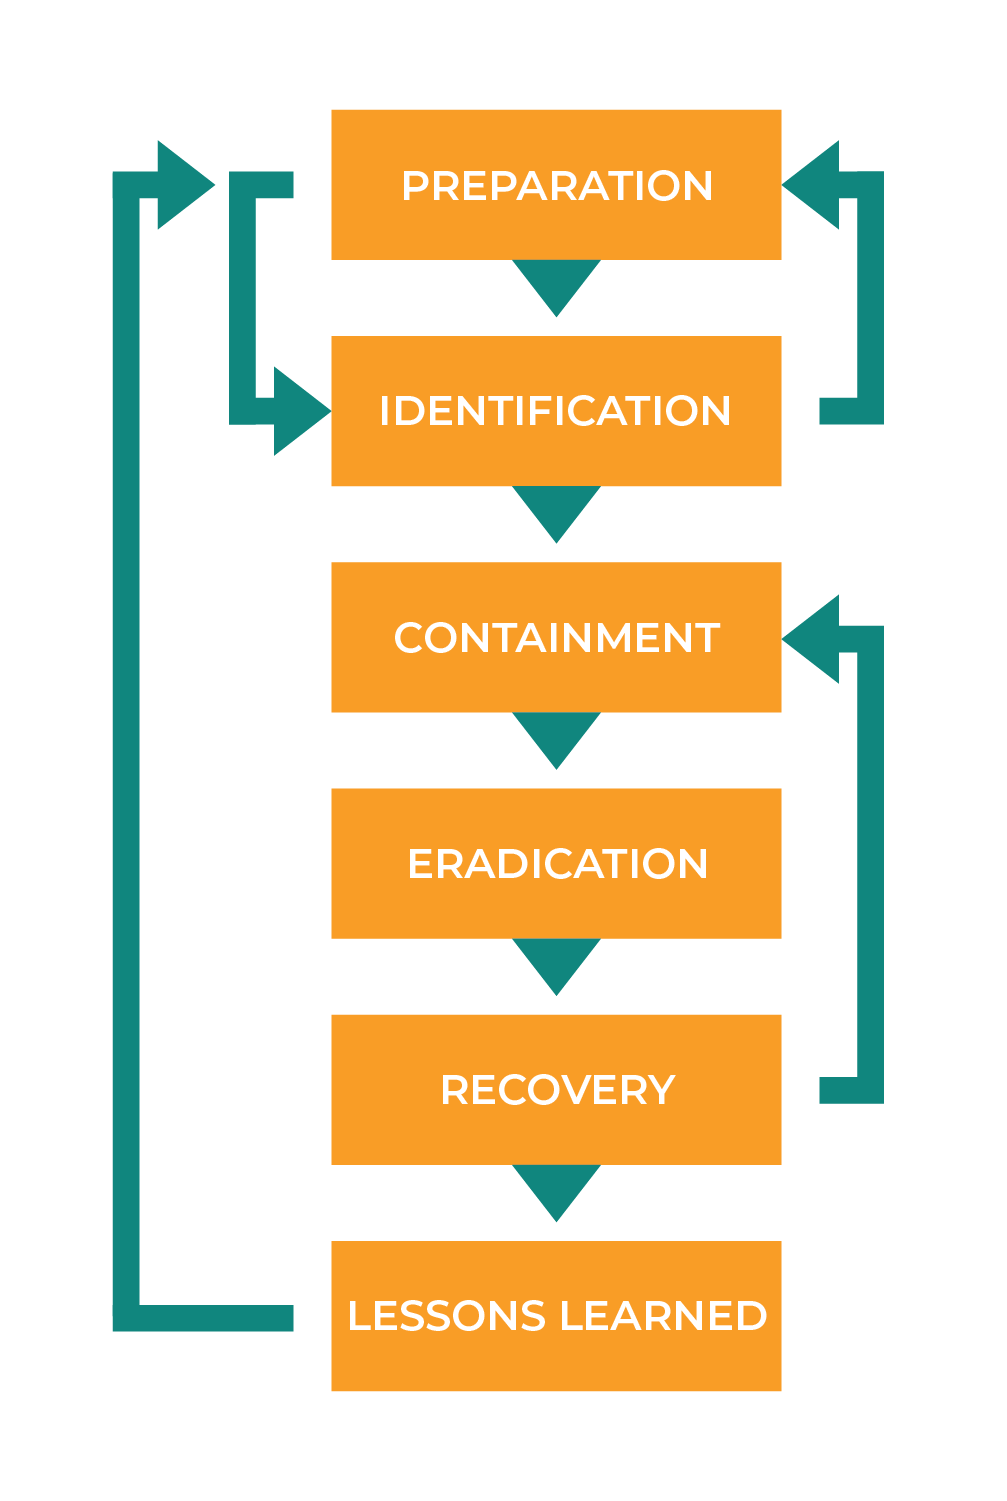 PREPARATION
IDENTIFICATION
CONTAINMENT
ERADICATION
RECOVERY
LESSONS LEARNED